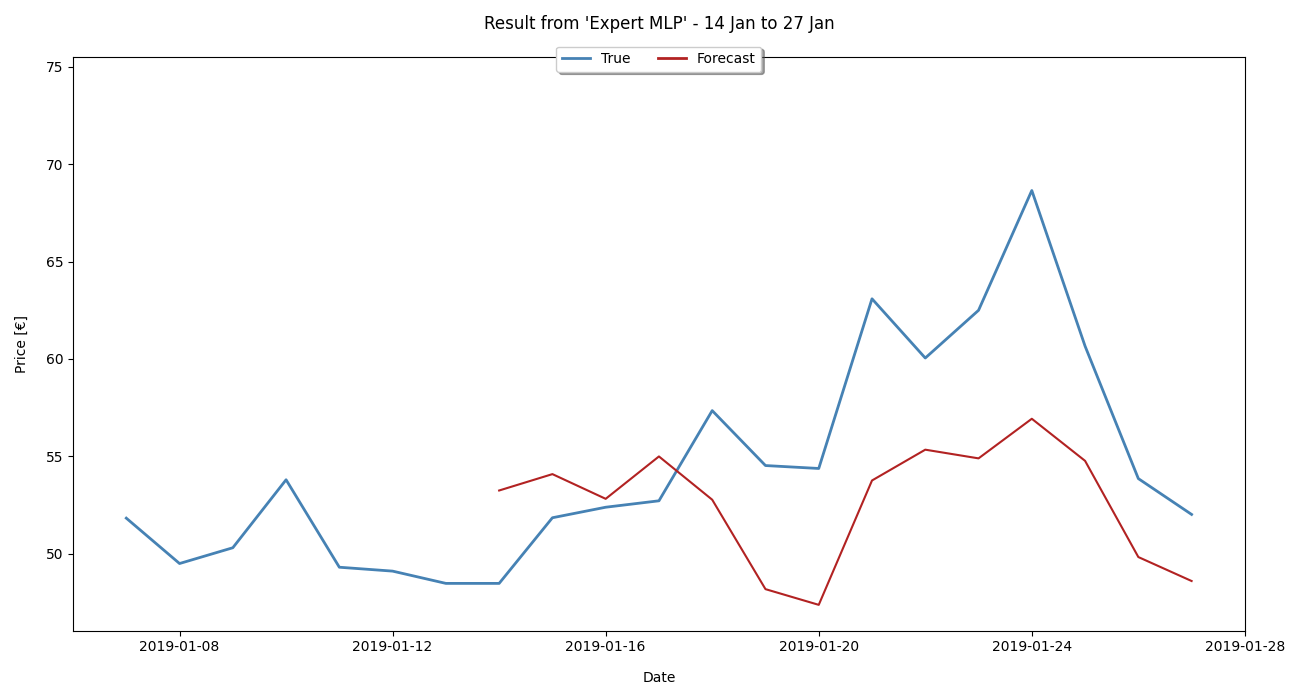 Result from 'Expert MLP' - 14 Jan to 27 Jan
True Forecast
75
70
65
60
55
50
Price [€]
2019-01-08 2019-01-12 2019-01-16 2019-01-20 2019-01-24 2019-01-28
Date